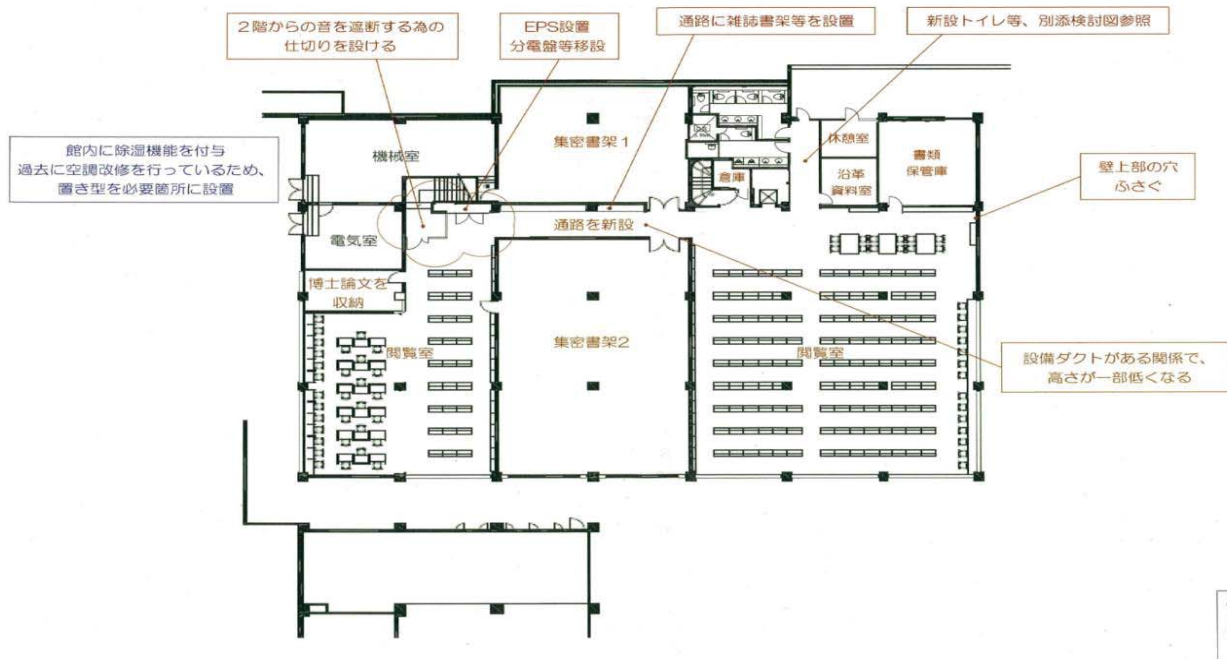 2階からの音を遮断する為の
仕切りを設ける
EPS設置
分電盤等移設
通路に雑誌書架等を設置
新設トイレ等、別添検討図参照
館内に除湿機能を付与
過去に空調改修を行っているため、
置き型を必要箇所に設置
機械室
集密書架1
倉庫
休憩室
沿革
資料室
書類
保管庫
壁上部の穴
ふさぐ
電気室
通路を新設
博士論文を
収納
閲覧室
集密書架2
閲覧室
設備ダクトがある関係で、
高さが一部低くなる